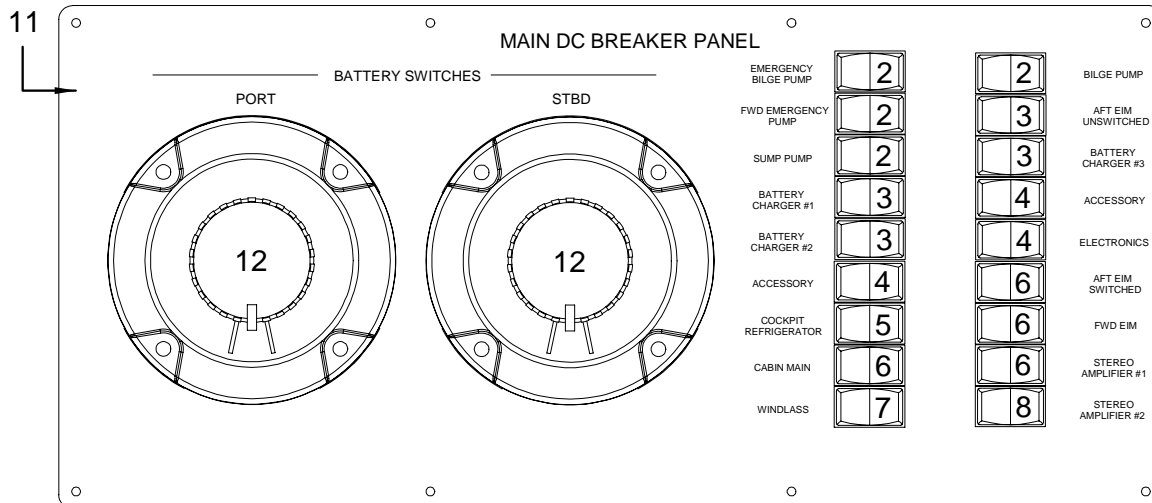 11
MAIN DC BREAKER PANEL
BATTERY SWITCHES
PORT
STBD
12
12
EMERGENCY
BILGE PUMP
2
2
BILGE PUMP
FWD EMERGENCY
PUMP
2
3
AFT EIM
UNSWITCHED
SUMP PUMP
2
3
BATTERY
CHARGER #3
BATTERY
CHARGER #1
3
4
ACCESSORY
BATTERY
CHARGER #2
3
4
ELECTRONICS
ACCESSORY
4
6
AFT EIM
SWITCHED
COCKPIT
REFRIGERATOR
5
6
FWD EIM
CABIN MAIN
6
6
STEREO
AMPLIFIER #1
WINDLASS
7
8
STEREO
AMPLIFIER #2